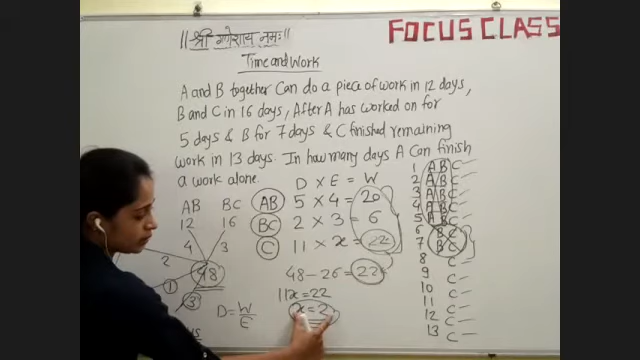 ||श्री गणेशाय नमः||
FOCUS CLASS
Time and Work
A and B together Can do a piece of work in 12 days,
B and C in 16 days, After A has worked on for
5 days & B for 7 days & C finished remaining
work in 13 days. In how many days A Can finish
a work alone.
D × E = W
AB BC
12 16
4 3
2
48
1
3
AB 5 × 4 = 20
BC 2 × 3 = 6
C 11 × x = 22
48 - 26 = 22
11x = 22
x = 2
D = W/E
1 A B C -
2 A B C -
3 A B C -
4 A B C -
5 A B C -
6 B C -
7 B C -
8 C -
9 C -
10 C -
11 C -
12 C -
13 C -